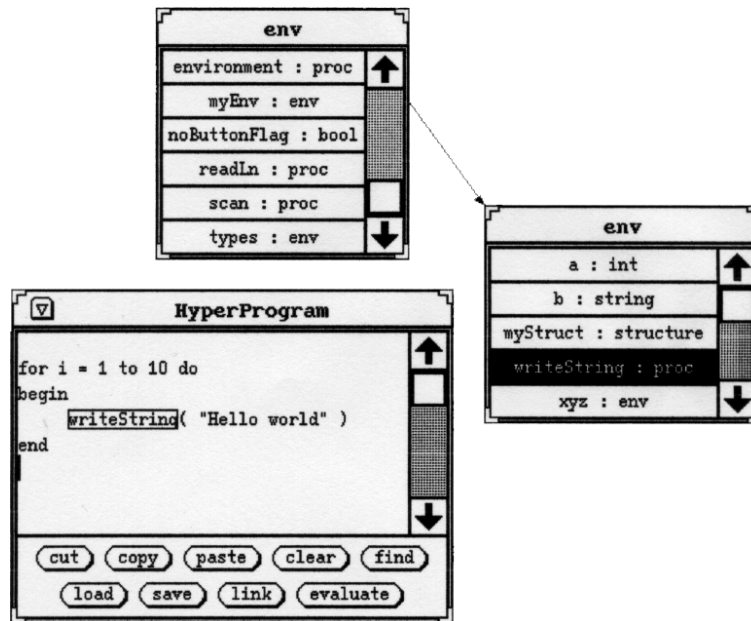 env
environment : proc
myEnv : env
noButtonFlag : bool
readLn : proc
scan : proc
types : env
env
a : int
b : string
myStruct : structure
writeString : proc
xyz : env
HyperProgram
for i = 1 to 10 do
begin
writeString( "Hello world" )
end
cut copy paste clear find
load save link evaluate